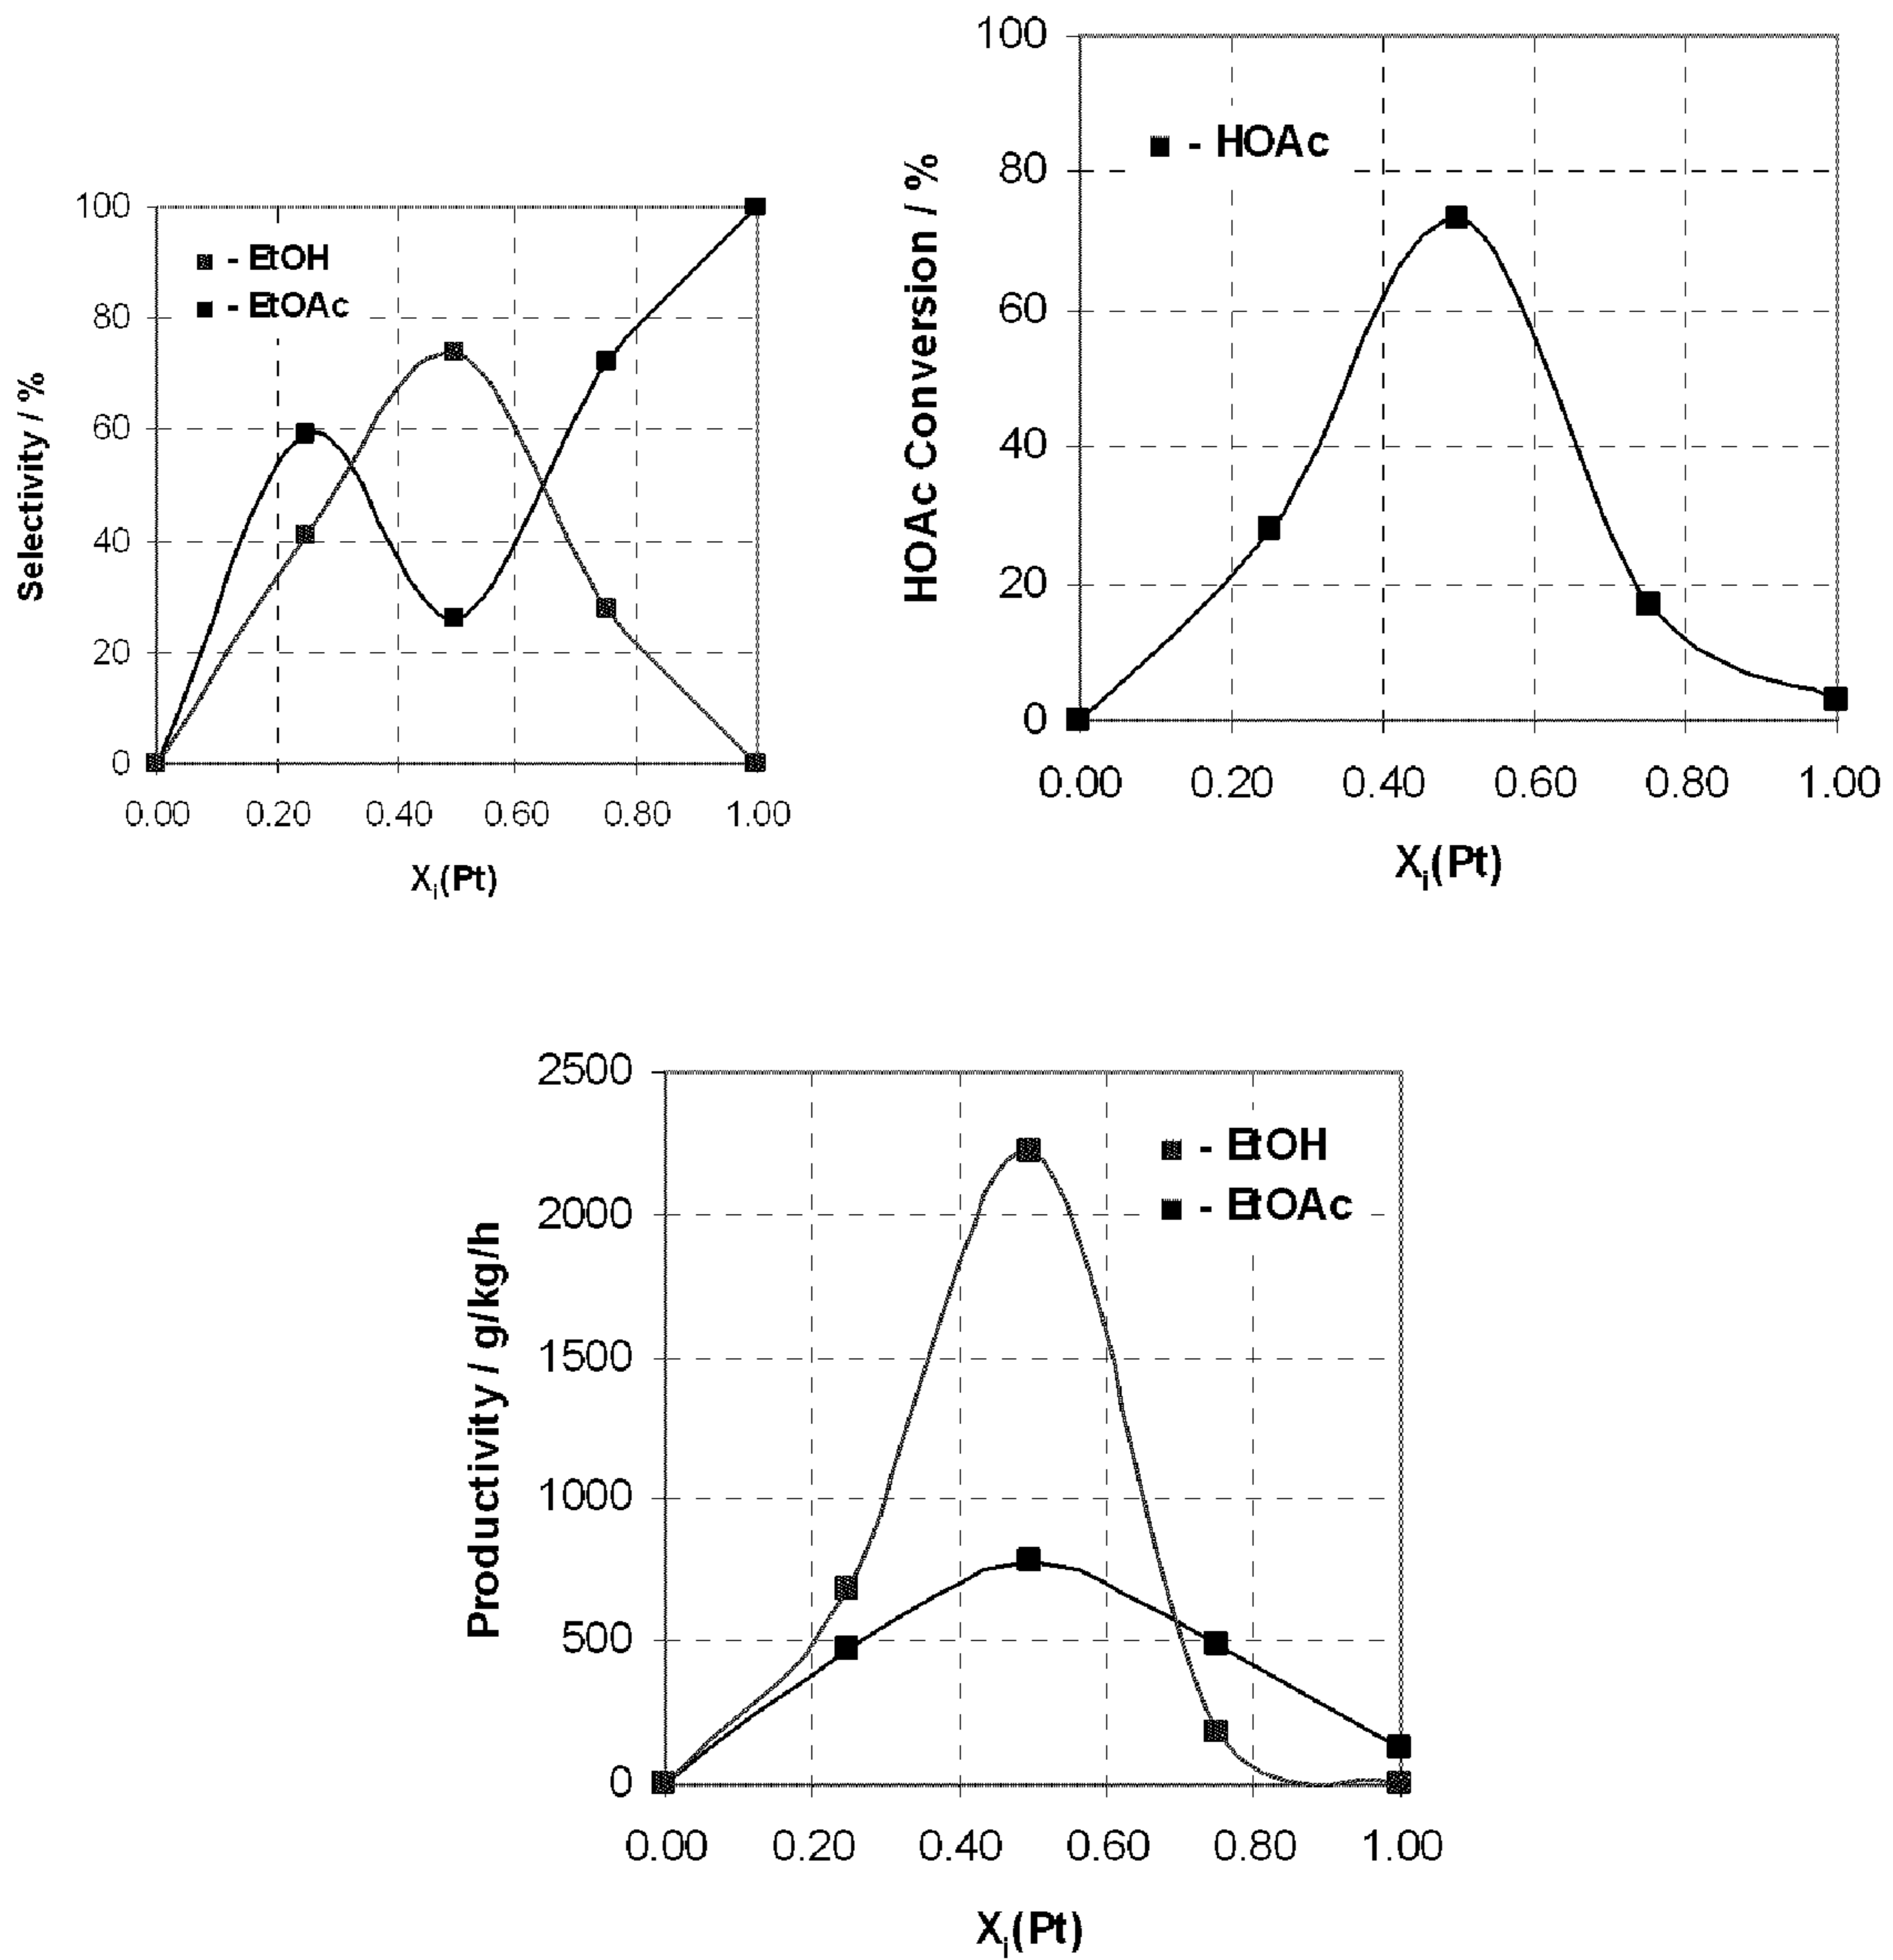 100
80
60
40
20
0
Selectivity / %
- EtOH
- EtOAc
0.00 0.20 0.40 0.60 0.80 1.00
Xi(Pt)
100
80
60
40
20
0
HOAc Conversion / %
- HOAc
0.00 0.20 0.40 0.60 0.80 1.00
Xi(Pt)
2500
2000
1500
1000
500
0
Productivity / g/kg/h
- EtOH
- EtOAc
0.00 0.20 0.40 0.60 0.80 1.00
Xi(Pt)